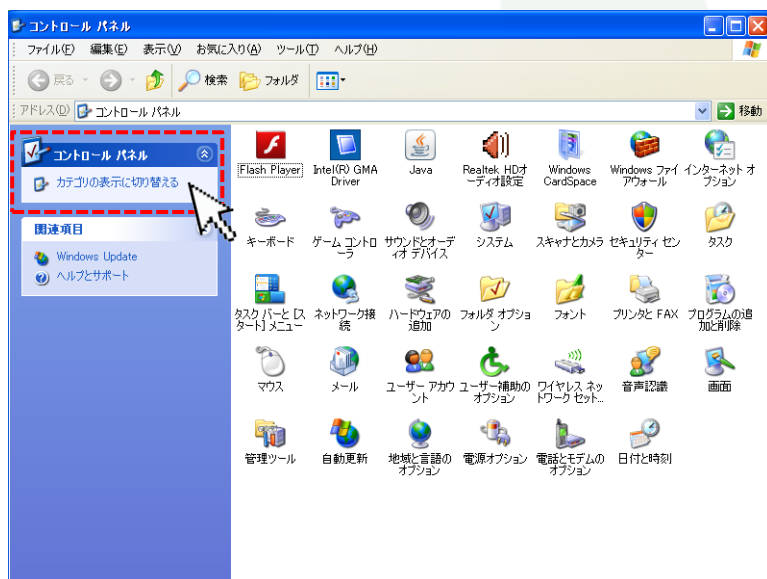 コントロール パネル
ファイル(F) 編集(E) 表示(V) お気に入り(A) ツール(T) ヘルプ(H)
戻る 検索 フォルダ
アドレス(D) コントロール パネル 移動
コントロール パネル
カテゴリの表示に切り替える
関連項目
Windows Update
ヘルプとサポート
Flash Player
Intel(R) GMA
Driver
Java
Realtek HDオ
ーディオ設定
Windows
CardSpace
Windows ファイ
アウォール
インターネット オ
プション
キーボード
ゲーム コントロ
ーラ
サウンドとオーデ
ィオ デバイス
システム
スキャナとカメラ
セキュリティ セン
ター
タスク
タスク バーと [ス
タート] メニュー
ネットワーク接
続
ハードウェアの
追加
フォルダ オプショ
ン
フォント
プリンタと FAX
プログラムの追
加と削除
マウス
メール
ユーザー アカウ
ント
ユーザー補助の
オプション
ワイヤレス ネッ
トワーク セット...
音声認識
画面
管理ツール
自動更新
地域と言語の
オプション
電源オプション
電話とモデムの
オプション
日付と時刻